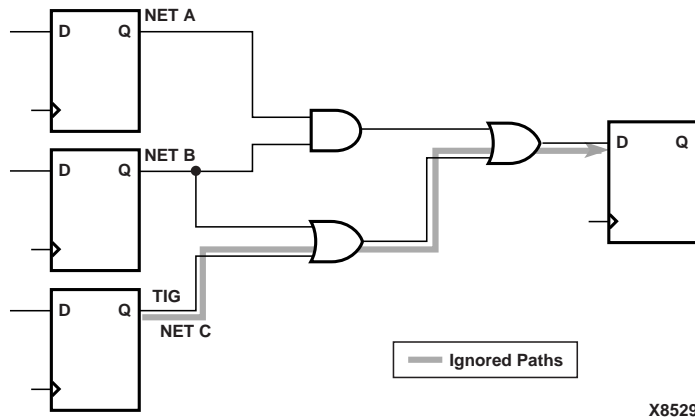 NET A
D Q
NET B
D Q
D Q
TIG
D Q
NET C
Ignored Paths
X8529